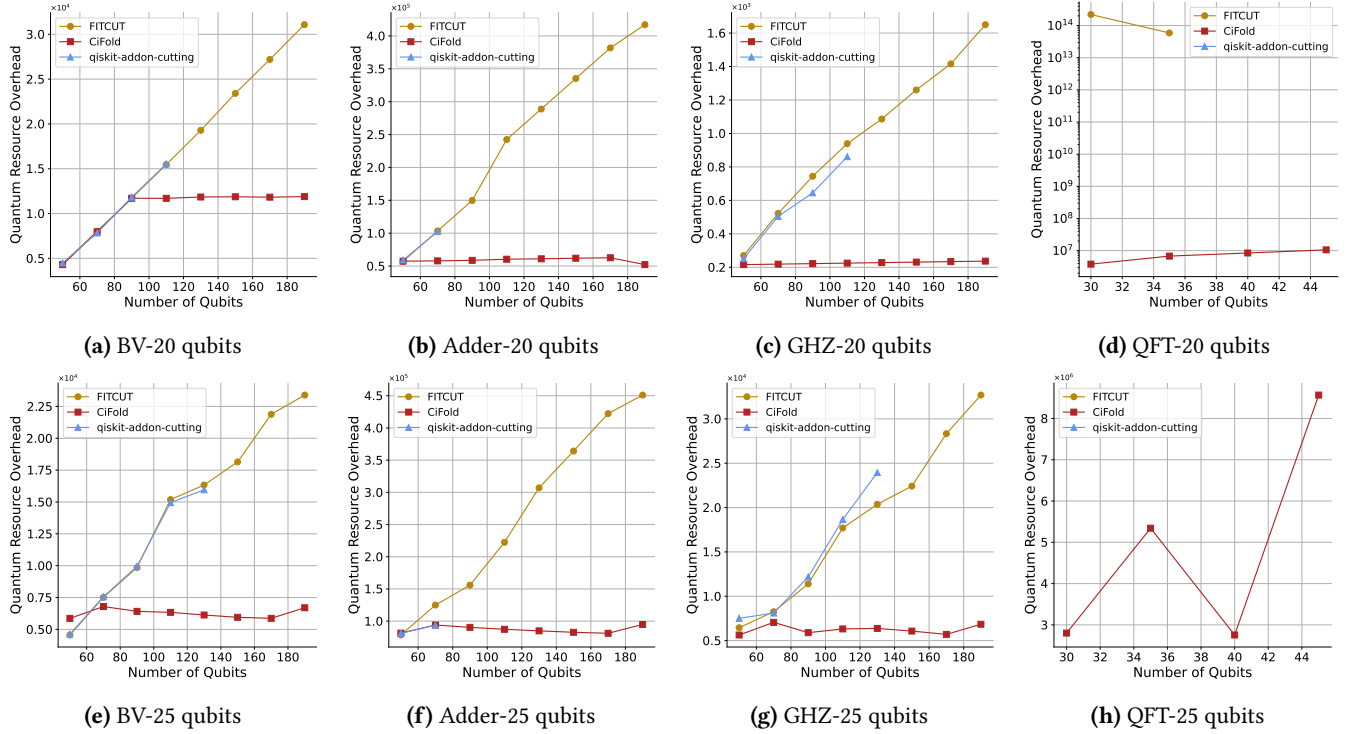 ×10⁴
FITCUT
CiFold
qiskit-addon-cutting
Quantum Resource Overhead
3.0
2.5
2.0
1.5
1.0
0.5
60 80 100 120 140 160 180
Number of Qubits
(a) BV-20 qubits
×10⁵
FITCUT
CiFold
qiskit-addon-cutting
Quantum Resource Overhead
4.0
3.5
3.0
2.5
2.0
1.5
1.0
0.5
60 80 100 120 140 160 180
Number of Qubits
(b) Adder-20 qubits
×10³
FITCUT
CiFold
qiskit-addon-cutting
Quantum Resource Overhead
1.6
1.4
1.2
1.0
0.8
0.6
0.4
0.2
60 80 100 120 140 160 180
Number of Qubits
(c) GHZ-20 qubits
FITCUT
CiFold
qiskit-addon-cutting
Quantum Resource Overhead
10¹⁴
10¹³
10¹²
10¹¹
10¹⁰
10⁹
10⁸
10⁷
30 32 34 36 38 40 42 44
Number of Qubits
(d) QFT-20 qubits
×10⁴
FITCUT
CiFold
qiskit-addon-cutting
Quantum Resource Overhead
2.25
2.00
1.75
1.50
1.25
1.00
0.75
0.50
60 80 100 120 140 160 180
Number of Qubits
(e) BV-25 qubits
×10⁵
FITCUT
CiFold
qiskit-addon-cutting
Quantum Resource Overhead
4.5
4.0
3.5
3.0
2.5
2.0
1.5
1.0
60 80 100 120 140 160 180
Number of Qubits
(f) Adder-25 qubits
×10⁴
FITCUT
CiFold
qiskit-addon-cutting
Quantum Resource Overhead
3.0
2.5
2.0
1.5
1.0
0.5
60 80 100 120 140 160 180
Number of Qubits
(g) GHZ-25 qubits
×10⁶
FITCUT
CiFold
qiskit-addon-cutting
Quantum Resource Overhead
8
7
6
5
4
3
30 32 34 36 38 40 42 44
Number of Qubits
(h) QFT-25 qubits